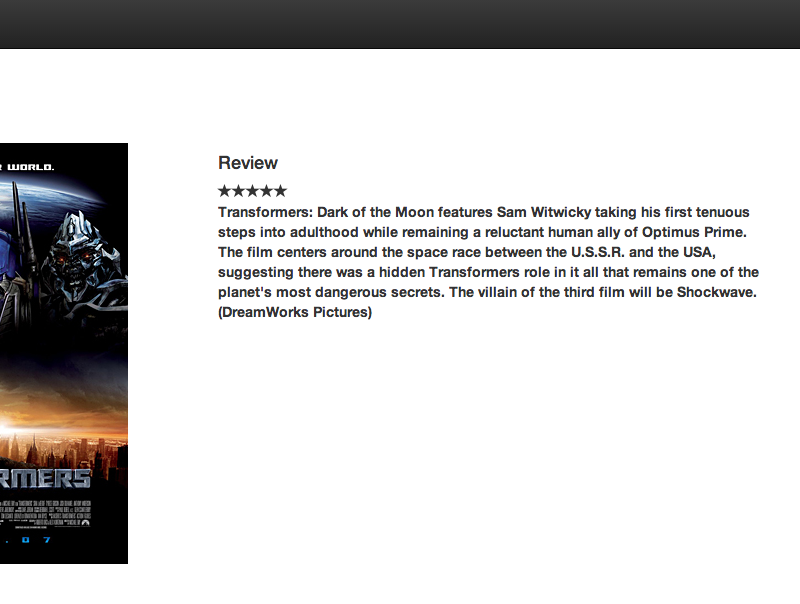 WORLD.
Review
★★★★★
Transformers: Dark of the Moon features Sam Witwicky taking his first tenuous
steps into adulthood while remaining a reluctant human ally of Optimus Prime.
The film centers around the space race between the U.S.S.R. and the USA,
suggesting there was a hidden Transformers role in it all that remains one of the
planet's most dangerous secrets. The villain of the third film will be Shockwave.
(DreamWorks Pictures)
RMERS
. 0 7